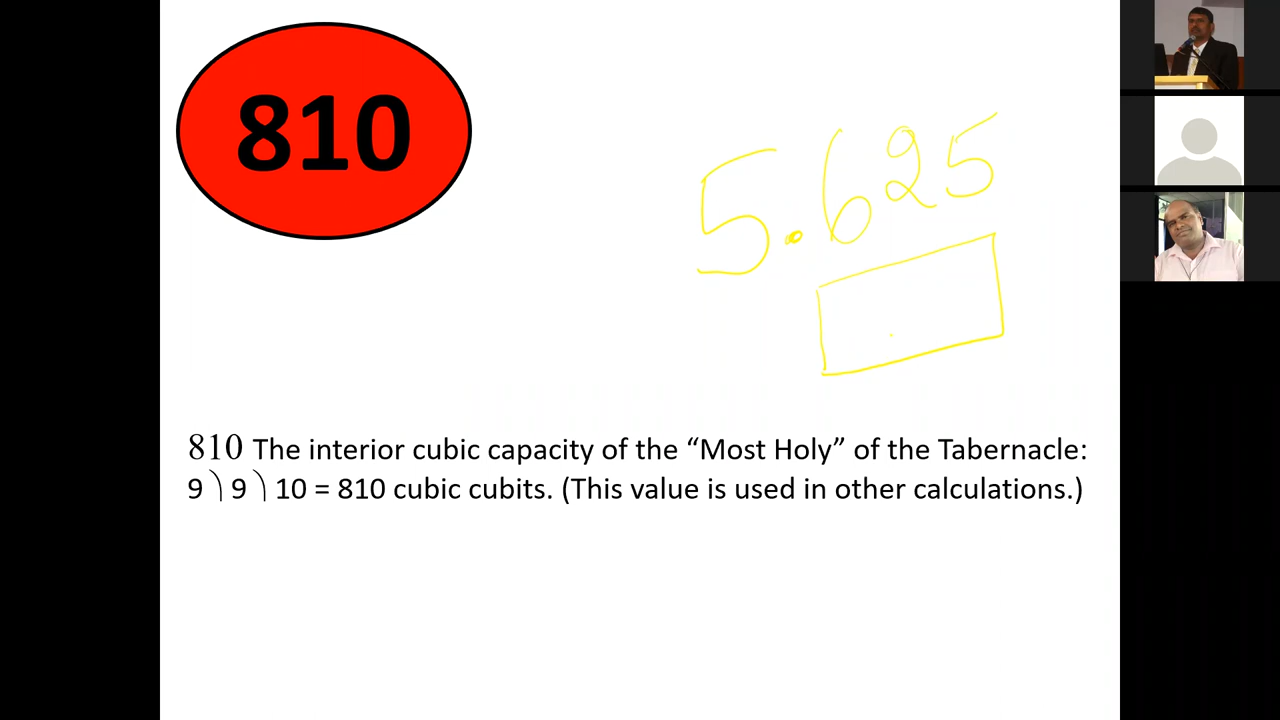 810
5.625
810 The interior cubic capacity of the “Most Holy” of the Tabernacle:
9 ) 9 ) 10 = 810 cubic cubits. (This value is used in other calculations.)